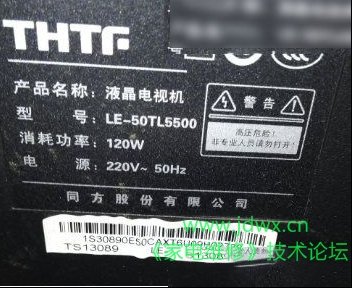 THTF
产品名称：液晶电视机
型　　号：LE-50TL5500
消耗功率：120W
电　　源：220V~ 50Hz
警告
高压危险！
非专业人员请勿打开！
同方股份有限公司
www.jdwx.cn
《家电维修》技术论坛
TS13089